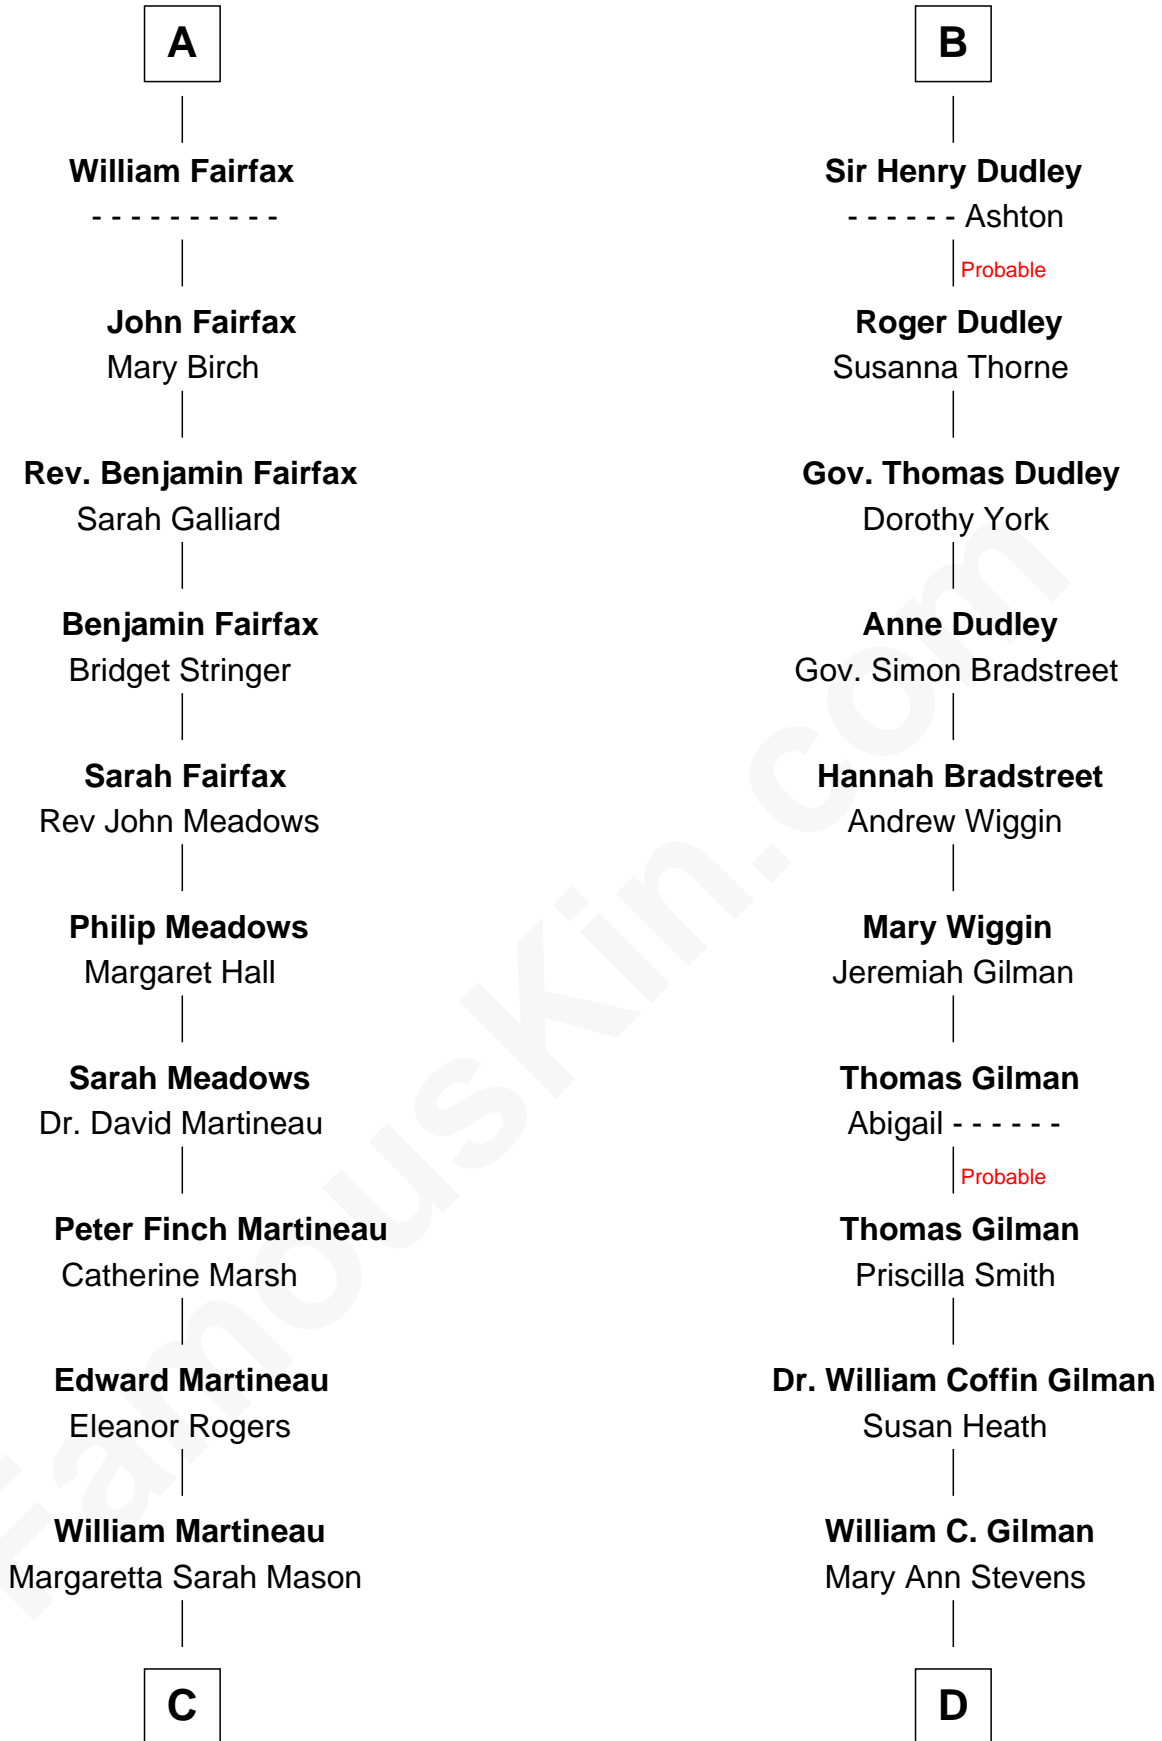 A
William Fairfax
- - - - - - - - - -
John Fairfax
Mary Birch
Rev. Benjamin Fairfax
Sarah Galliard
Benjamin Fairfax
Bridget Stringer
Sarah Fairfax
Rev John Meadows
Philip Meadows
Margaret Hall
Sarah Meadows
Dr. David Martineau
Peter Finch Martineau
Catherine Marsh
Edward Martineau
Eleanor Rogers
William Martineau
Margaretta Sarah Mason
C
B
Sir Henry Dudley
- - - - - - Ashton
Probable
Roger Dudley
Susanna Thorne
Gov. Thomas Dudley
Dorothy York
Anne Dudley
Gov. Simon Bradstreet
Hannah Bradstreet
Andrew Wiggin
Mary Wiggin
Jeremiah Gilman
Thomas Gilman
Abigail - - - - - -
Probable
Thomas Gilman
Priscilla Smith
Dr. William Coffin Gilman
Susan Heath
William C. Gilman
Mary Ann Stevens
D
FamousKin.com